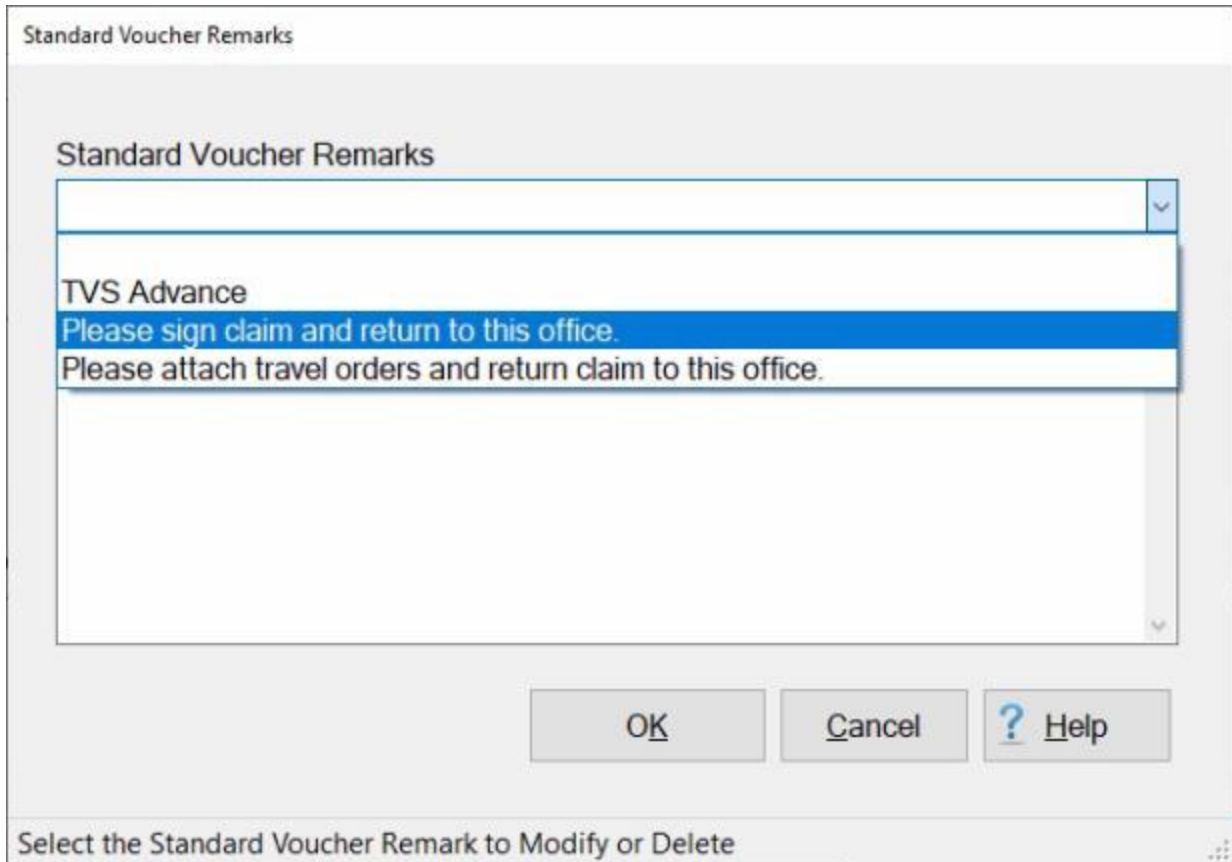 Standard Voucher Remarks
Standard Voucher Remarks
TVS Advance
Please sign claim and return to this office.
Please attach travel orders and return claim to this office.
OK Cancel ? Help
Select the Standard Voucher Remark to Modify or Delete